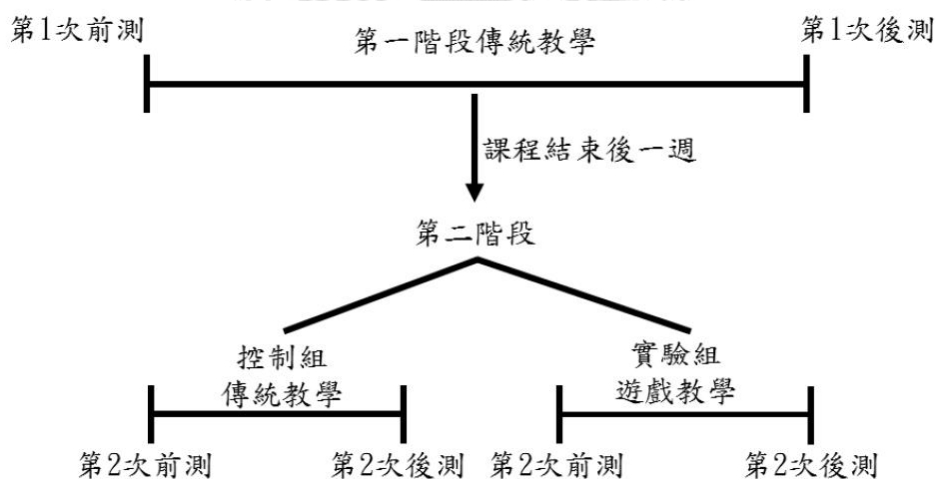 第1次前測
第一階段傳統教學
第1次後測
課程結束後一週
第二階段
控制組
傳統教學
實驗組
遊戲教學
第2次前測
第2次後測
第2次前測
第2次後測